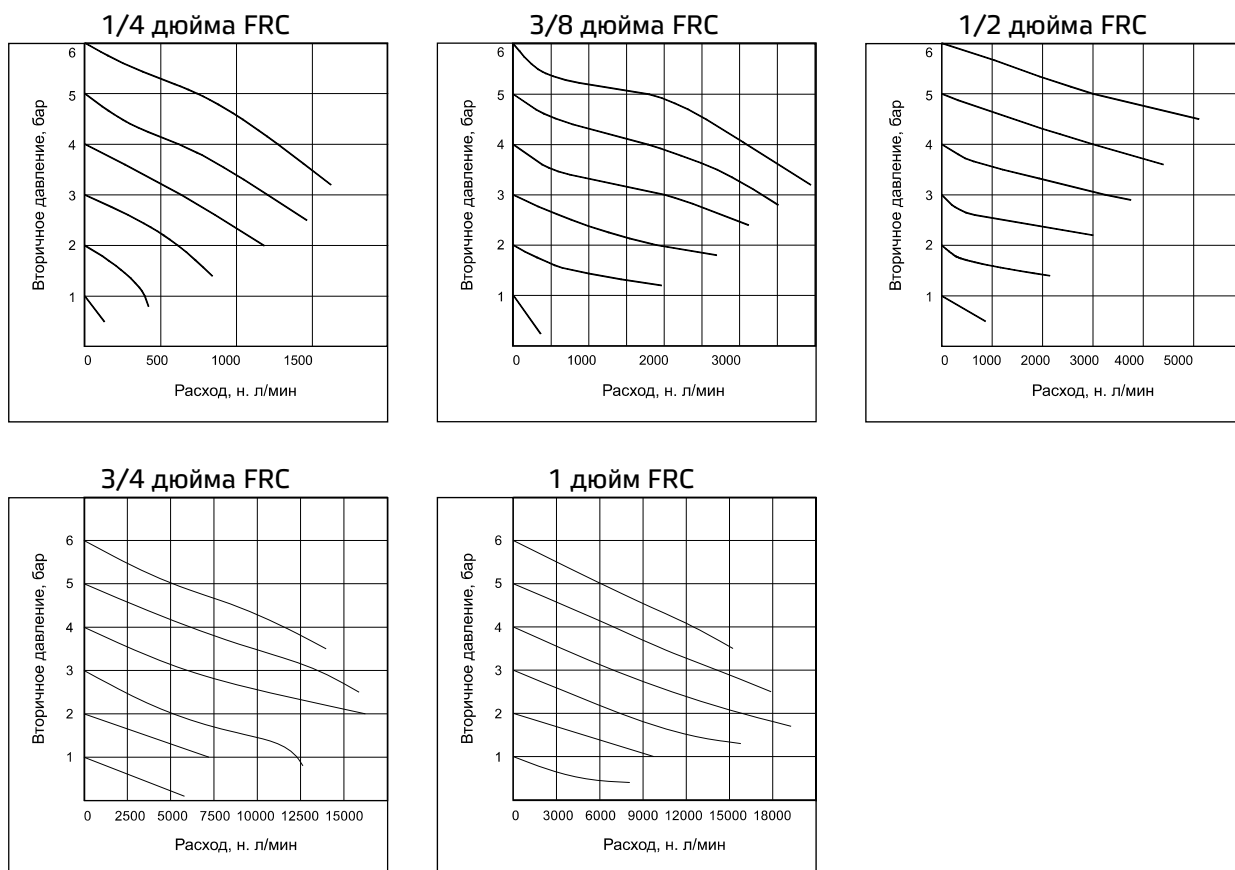 1/4 дюйма FRC
6
5
4
3
2
1
Вторичное давление, бар
0 500 1000 1500
Расход, н. л/мин
3/8 дюйма FRC
6
5
4
3
2
1
Вторичное давление, бар
0 1000 2000 3000
Расход, н. л/мин
1/2 дюйма FRC
6
5
4
3
2
1
Вторичное давление, бар
0 1000 2000 3000 4000 5000
Расход, н. л/мин
3/4 дюйма FRC
6
5
4
3
2
1
Вторичное давление, бар
0 2500 5000 7500 10000 12500 15000
Расход, н. л/мин
1 дюйм FRC
6
5
4
3
2
1
Вторичное давление, бар
0 3000 6000 9000 12000 15000 18000
Расход, н. л/мин